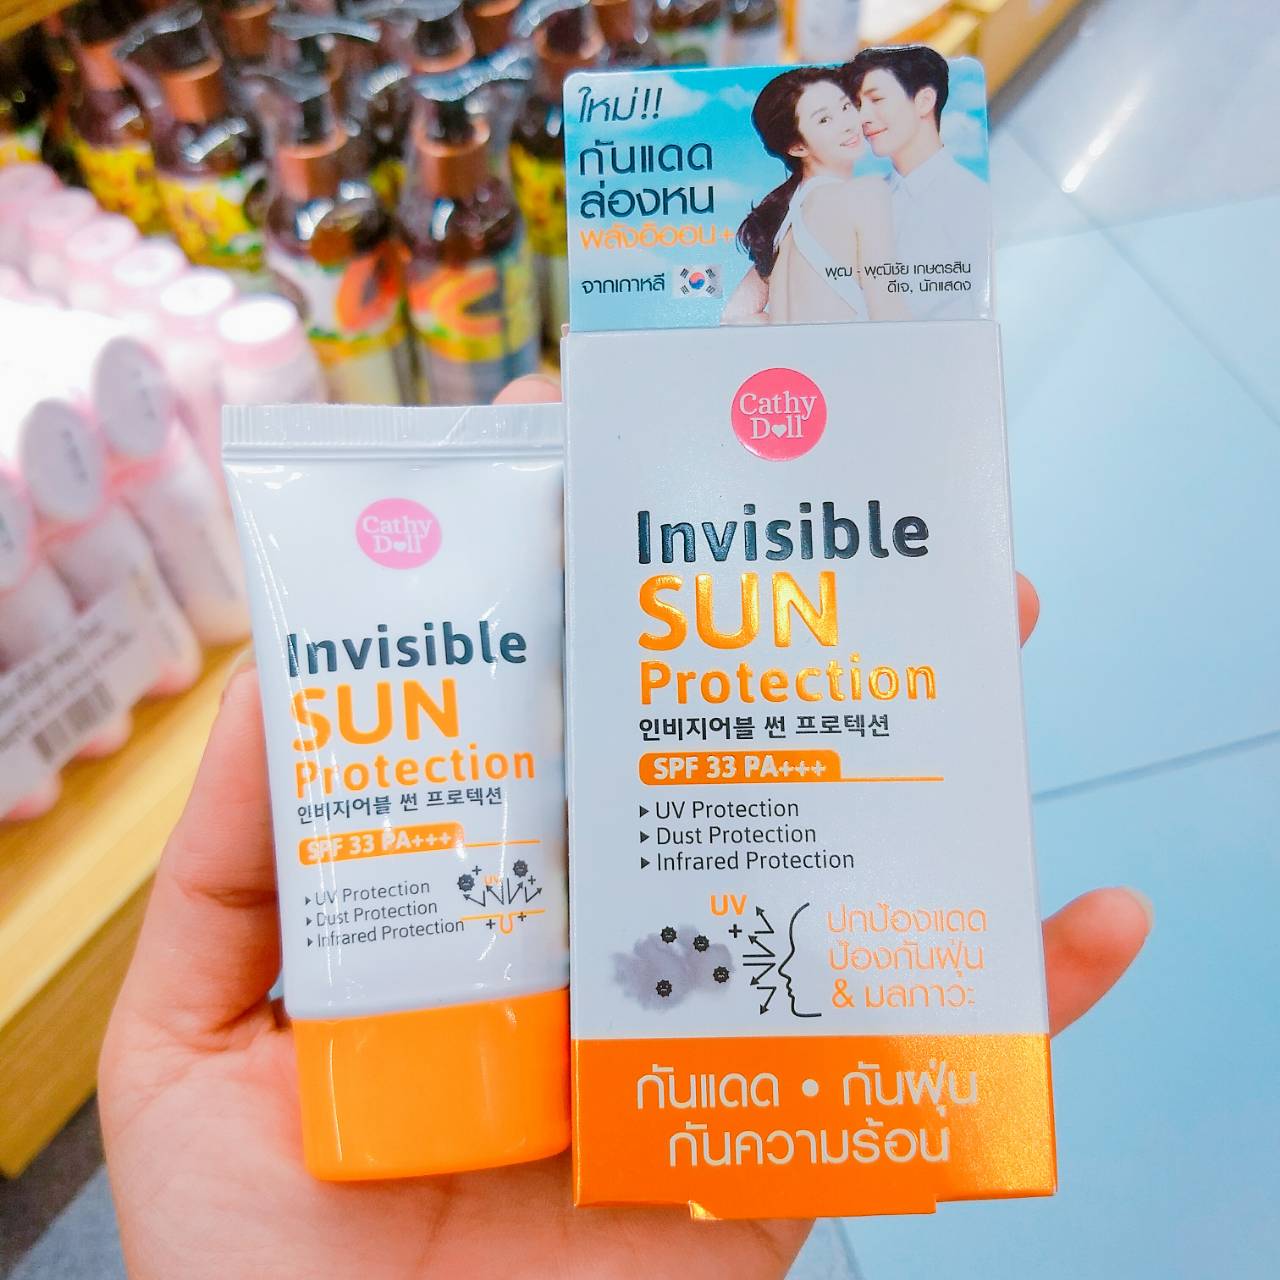 ใหม่!!
กันแดด
ล่องหน
พลังอิออน+
จากเกาหลี
พุฒ - พุฒิชัย เกษตรสิน
ดีเจ, นักแสดง
Cathy
Doll
Invisible
SUN
Protection
인비지어블 썬 프로텍션
SPF 33 PA+++
UV Protection
Dust Protection
Infrared Protection
UV
+
ปกป้องแดด
ป้องกันฝุ่น
& มลภาวะ
กันแดด • กันฝุ่น
กันความร้อน
Cathy
Doll
Invisible
SUN
Protection
인비지어블 썬 프로텍션
SPF 33 PA+++
UV Protection
Dust Protection
Infrared Protection
UV